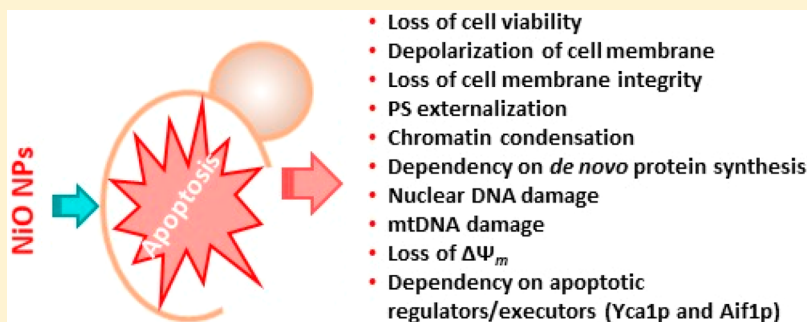 NiO NPs
Apoptosis
• Loss of cell viability
• Depolarization of cell membrane
• Loss of cell membrane integrity
• PS externalization
• Chromatin condensation
• Dependency on de novo protein synthesis
• Nuclear DNA damage
• mtDNA damage
• Loss of ΔΨm
• Dependency on apoptotic
regulators/executors (Yca1p and Aif1p)